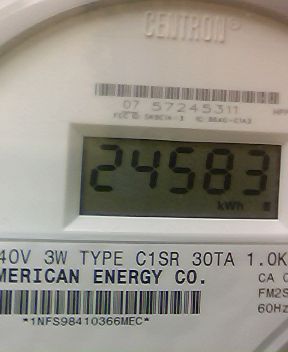 CENTRON®
07 57245311
24583
kWh
40V 3W TYPE C1SR 30TA 1.0K
MERICAN ENERGY CO.
CA
FM2S
60Hz
*1NFS98410366MEC*